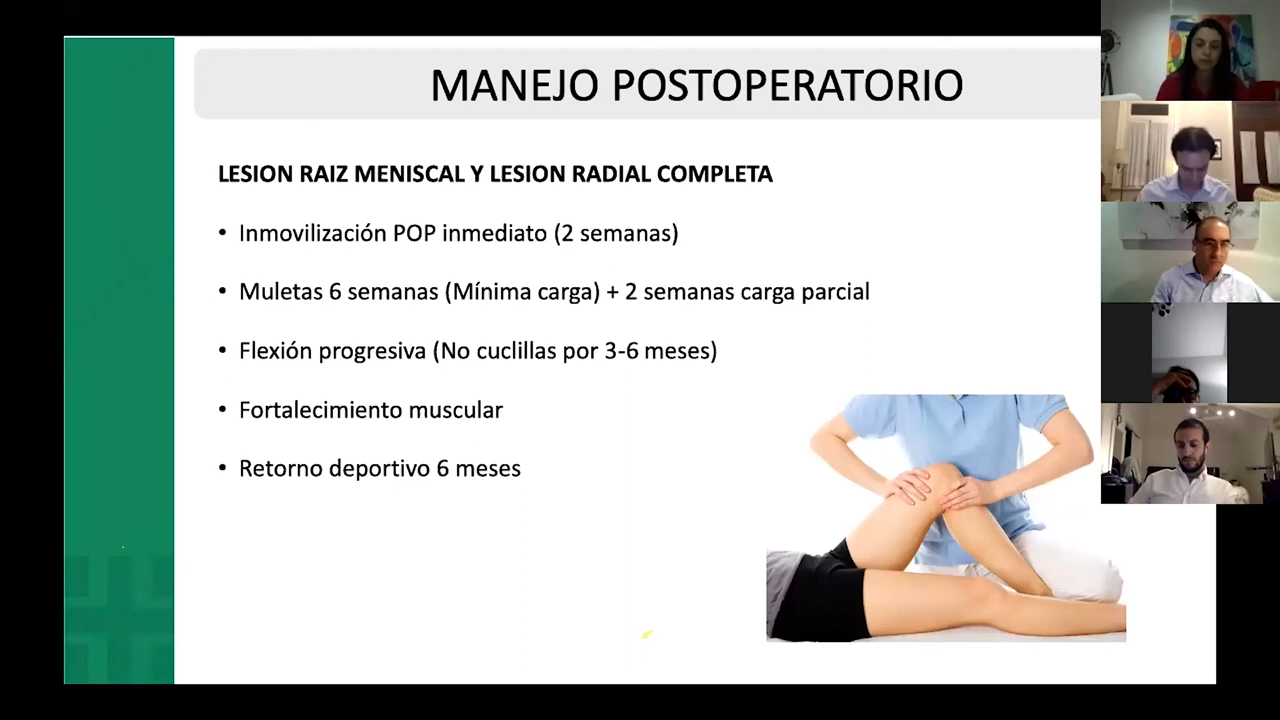 MANEJO POSTOPERATORIO
LESION RAIZ MENISCAL Y LESION RADIAL COMPLETA
• Inmovilización POP inmediato (2 semanas)
• Muletas 6 semanas (Mínima carga) + 2 semanas carga parcial
• Flexión progresiva (No cuclillas por 3-6 meses)
• Fortalecimiento muscular
• Retorno deportivo 6 meses